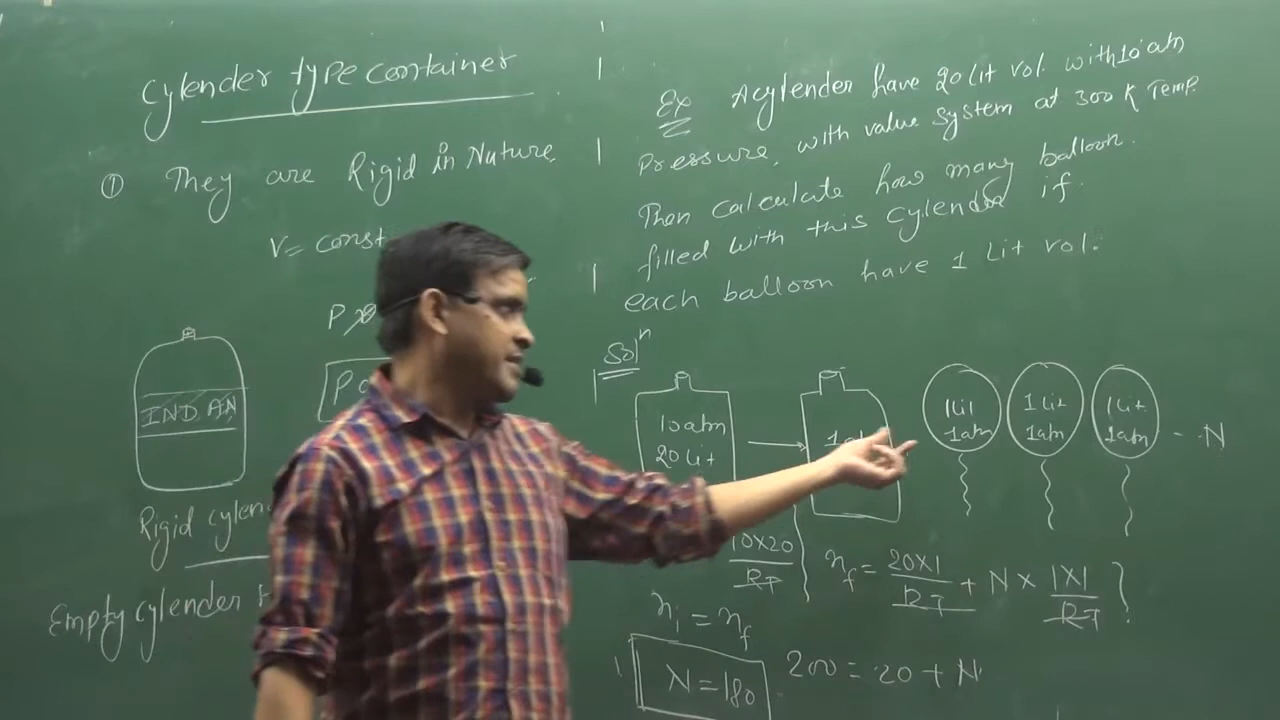 Cylender type container
① They are Rigid in Nature
V = const
P
IND AN
Rigid cylen
Empty cylender
Ex A cylender have 20 Lit vol. with 10 atm
Pressure, with value system at 300 K Temp.
Then calculate how many balloon.
filled with this cylender if.
each balloon have 1 Lit vol.
Solⁿ
10 atm
20 Lit
1 Lit
1 atm
1 Lit
1 atm
1 Lit
1 atm
- - N
10×20
RT
n_f = 20×1/RT + N × 1×1/RT
n_i = n_f
200 = 20 + N
N = 180